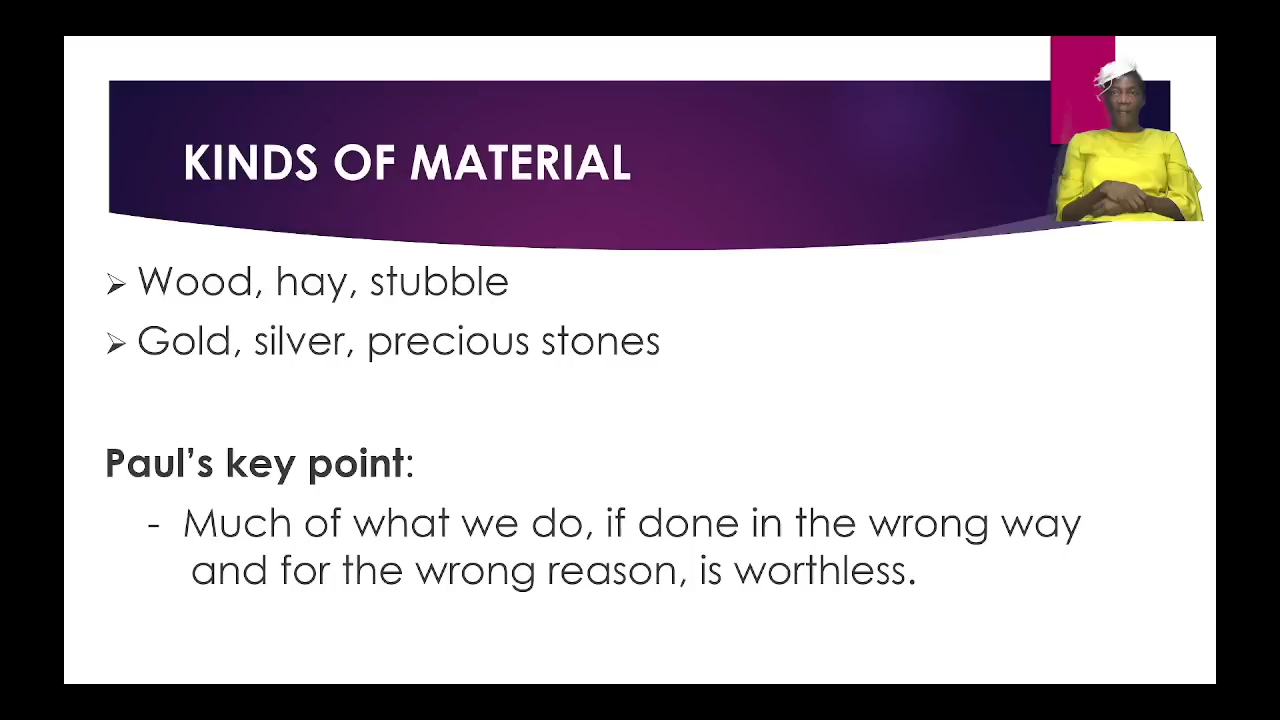 KINDS OF MATERIAL
➢ Wood, hay, stubble
➢ Gold, silver, precious stones
Paul’s key point:
- Much of what we do, if done in the wrong way
and for the wrong reason, is worthless.